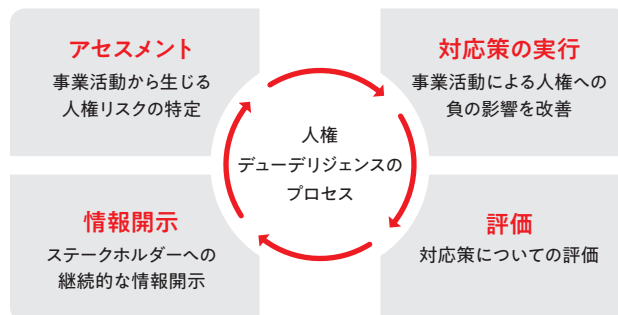 アセスメント
事業活動から生じる
人権リスクの特定
対応策の実行
事業活動による人権への
負の影響を改善
人権
デューデリジェンスの
プロセス
情報開示
ステークホルダーへの
継続的な情報開示
評価
対応策についての評価